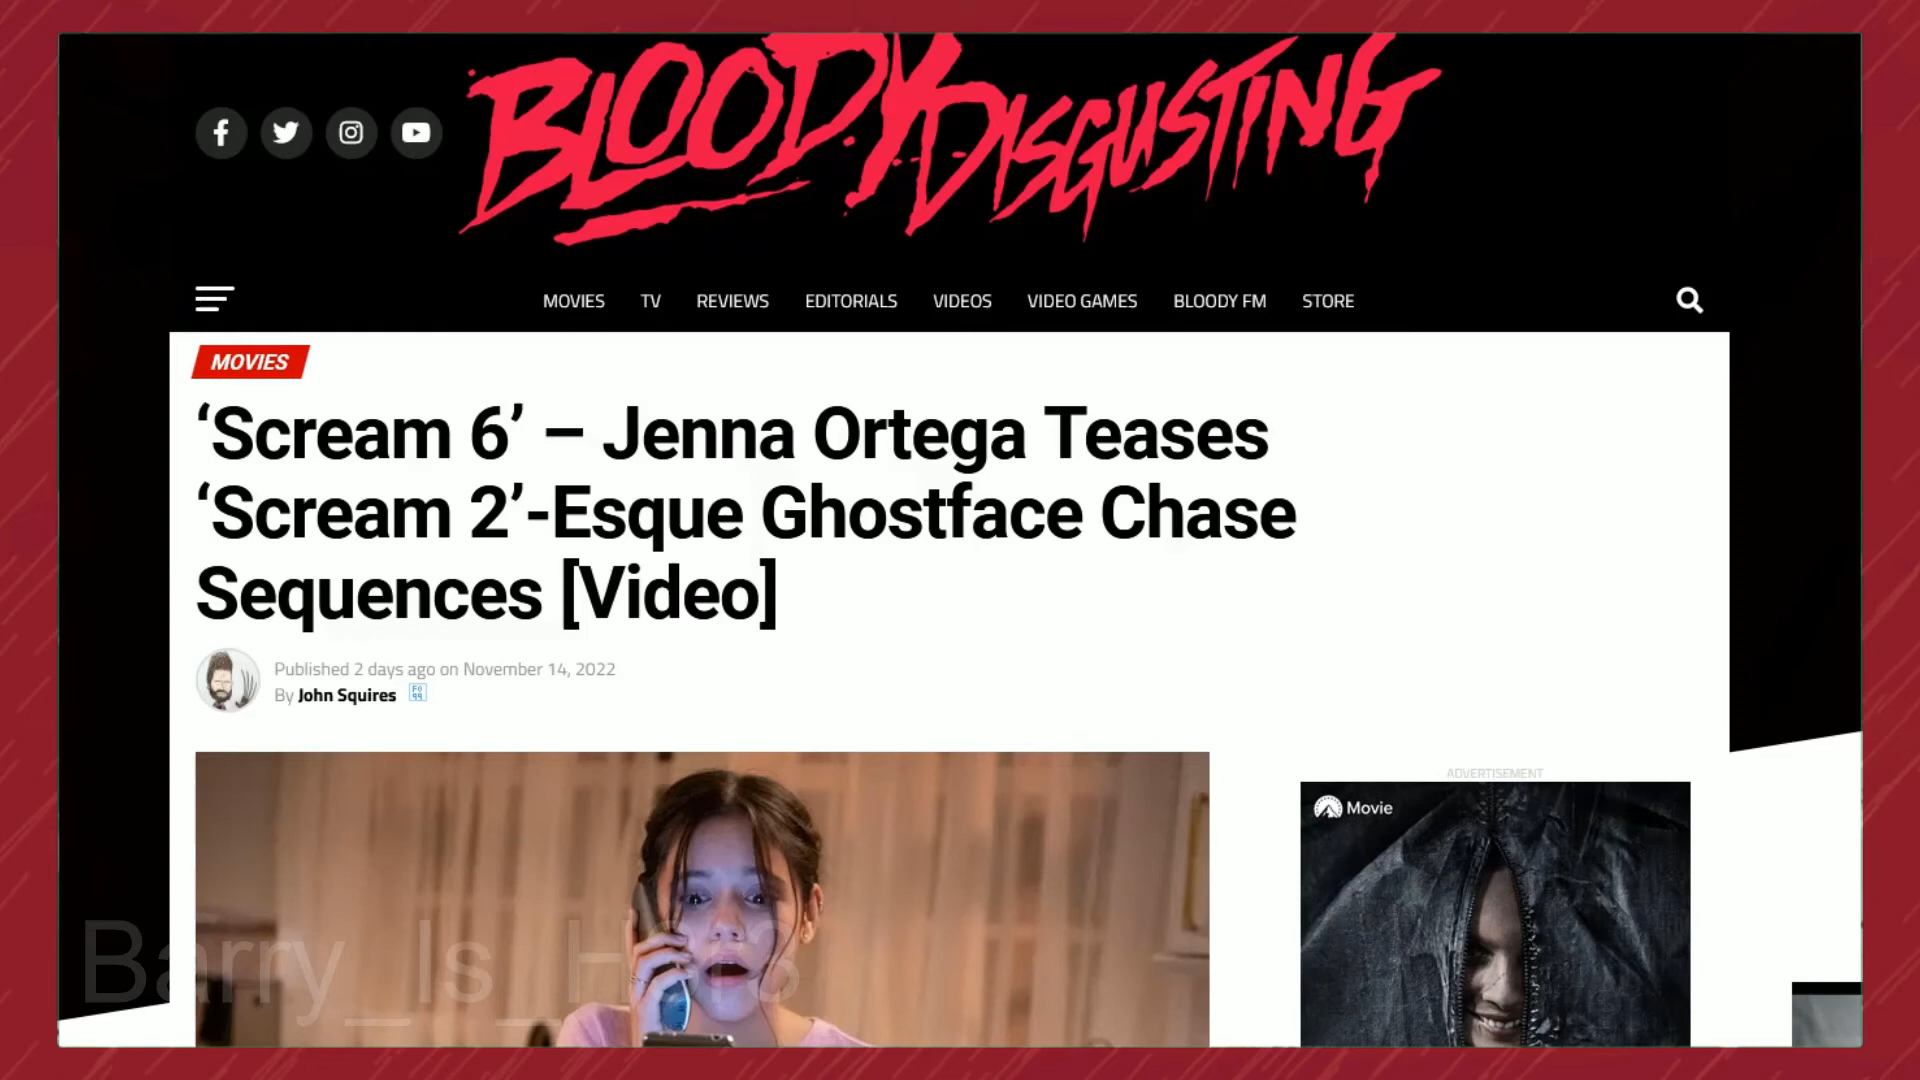 BLOODY DISGUSTING
MOVIES TV REVIEWS EDITORIALS VIDEOS VIDEO GAMES BLOODY FM STORE
MOVIES
‘Scream 6’ – Jenna Ortega Teases
‘Scream 2’-Esque Ghostface Chase
Sequences [Video]
Published 2 days ago on November 14, 2022
By John Squires
ADVERTISEMENT
Movie